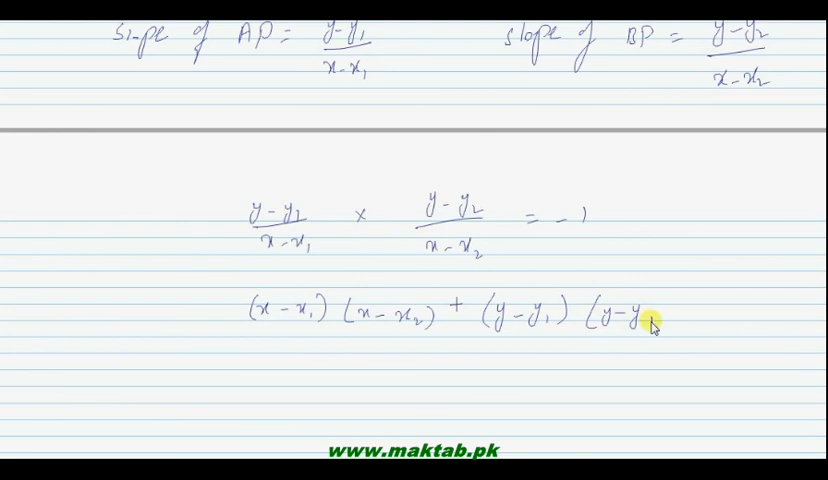 Slope of AP = y-y₁ / x-x₁ slope of BP = y-y₂ / x-x₂
y-y₁ / x-x₁ × y-y₂ / x-x₂ = -1
(x-x₁) (x-x₂) + (y-y₁) (y-y
www.maktab.pk